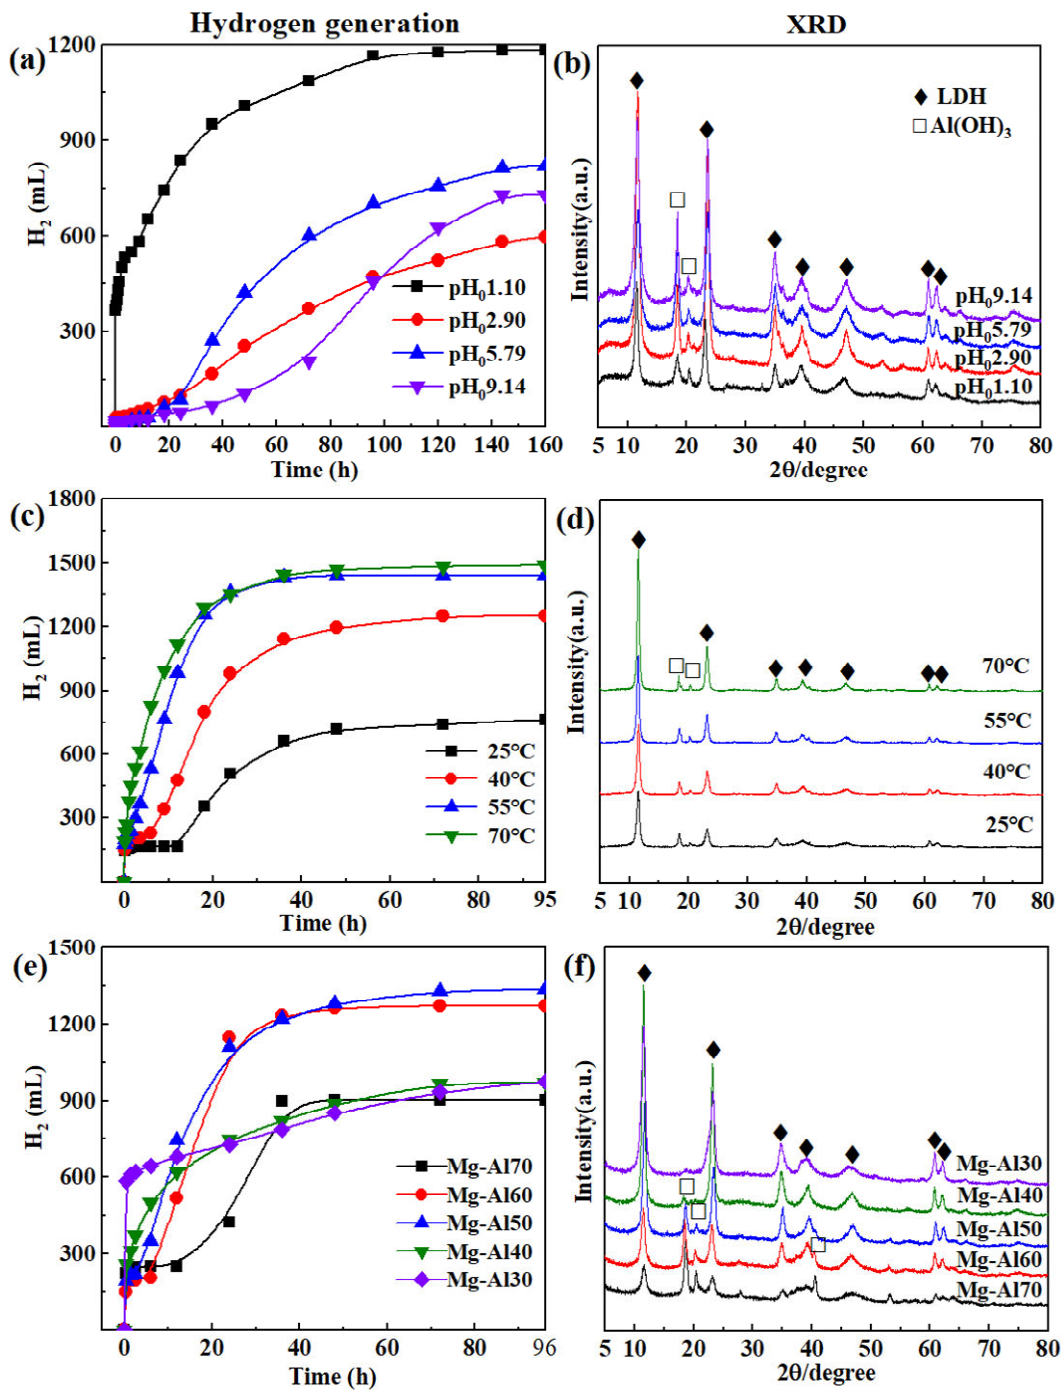 Hydrogen generation
XRD
(a)
1200
900
600
300
H₂ (mL)
pH₀1.10
pH₀2.90
pH₀5.79
pH₀9.14
0 20 40 60 80 100 120 140 160
Time (h)
(b)
LDH
Al(OH)₃
Intensity(a.u.)
pH₀9.14
pH₀5.79
pH₀2.90
pH₀1.10
5 10 20 30 40 50 60 70 80
2θ/degree
(c)
1800
1500
1200
900
600
300
H₂ (mL)
25°C
40°C
55°C
70°C
0 20 40 60 80 95
Time (h)
(d)
Intensity(a.u.)
70°C
55°C
40°C
25°C
5 10 20 30 40 50 60 70 80
2θ/degree
(e)
1500
1200
900
600
300
H₂ (mL)
Mg-Al70
Mg-Al60
Mg-Al50
Mg-Al40
Mg-Al30
0 20 40 60 80 96
Time (h)
(f)
Intensity(a.u.)
Mg-Al30
Mg-Al40
Mg-Al50
Mg-Al60
Mg-Al70
5 10 20 30 40 50 60 70 80
2θ/degree